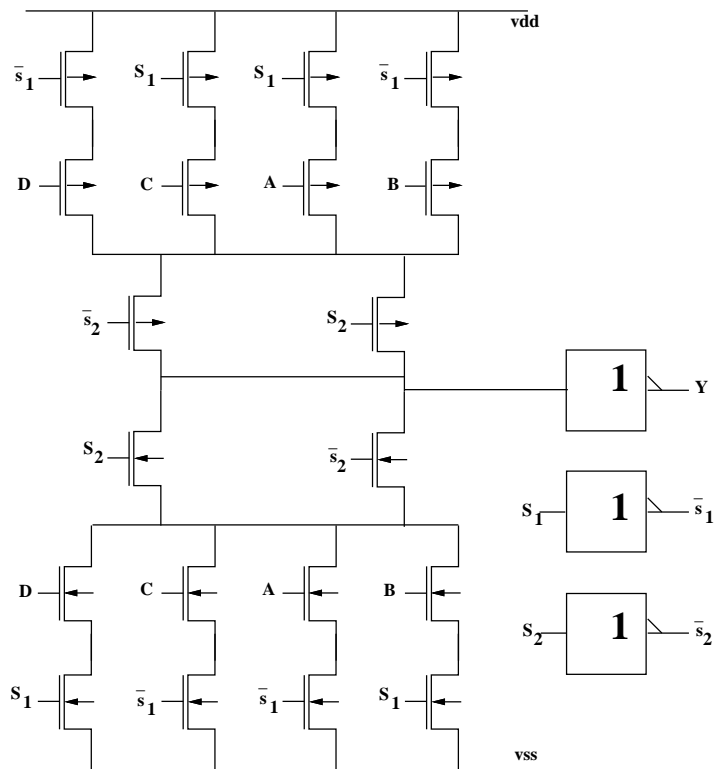 vdd
s̅1 S1 S1 s̅1
D C A B
s̅2 S2
1 Y
S2 s̅2
S1 1 s̅1
D C A B
S2 1 s̅2
S1 s̅1 s̅1 S1
vss